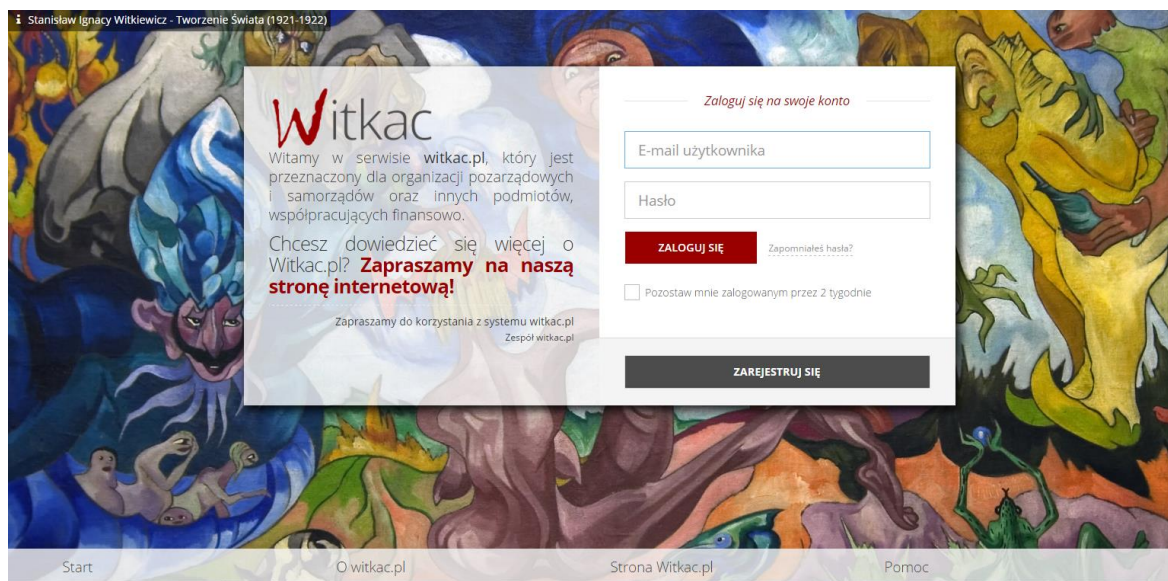 i Stanisław Ignacy Witkiewicz - Tworzenie Świata (1921-1922)
Witkac
Witamy w serwisie witkac.pl, który jest
przeznaczony dla organizacji pozarządowych
i samorządów oraz innych podmiotów,
współpracujących finansowo.
Chcesz dowiedzieć się więcej o
Witkac.pl? Zapraszamy na naszą
stronę internetową!
Zapraszamy do korzystania z systemu witkac.pl
Zespół witkac.pl
Zaloguj się na swoje konto
E-mail użytkownika
Hasło
ZALOGUJ SIĘ Zapomniałeś hasła?
Pozostaw mnie zalogowanym przez 2 tygodnie
ZAREJESTRUJ SIĘ
Start O witkac.pl Strona Witkac.pl Pomoc